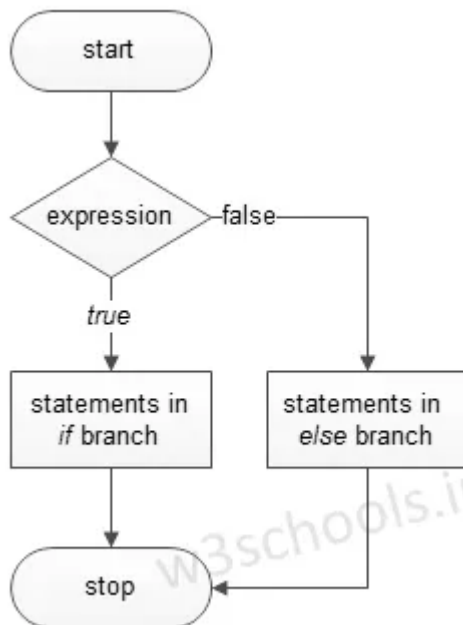 start
expression
false
true
statements in
if branch
statements in
else branch
stop
w3schools.i